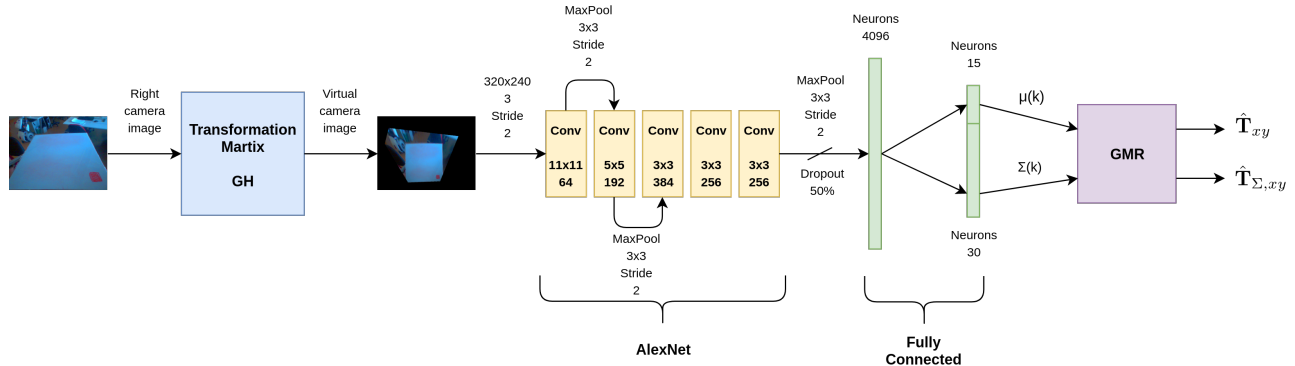 Right
camera
image
Transformation
Martix
GH
Virtual
camera
image
320x240
3
Stride
2
MaxPool
3x3
Stride
2
Conv
11x11
64
Conv
5x5
192
Conv
3x3
384
Conv
3x3
256
Conv
3x3
256
MaxPool
3x3
Stride
2
AlexNet
MaxPool
3x3
Stride
2
Dropout
50%
Neurons
4096
Neurons
15
Neurons
30
Fully
Connected
μ(k)
Σ(k)
GMR
T̂xy
T̂Σ,xy